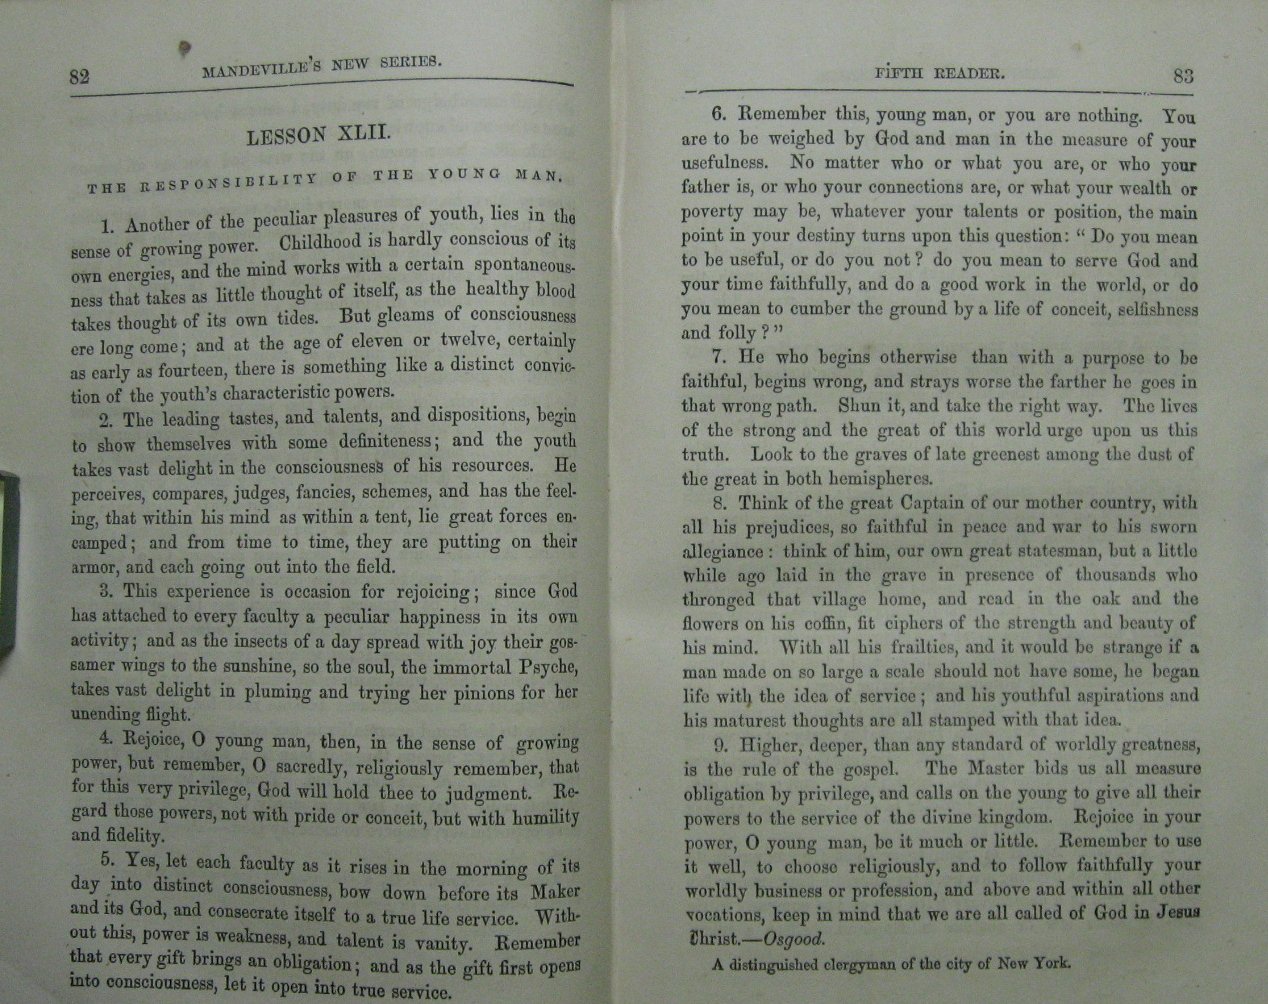 82
MANDEVILLE'S NEW SERIES.
LESSON XLII.
THE RESPONSIBILITY OF THE YOUNG MAN.
1. Another of the peculiar pleasures of youth, lies in the
sense of growing power. Childhood is hardly conscious of its
own energies, and the mind works with a certain spontaneous-
ness that takes as little thought of itself, as the healthy blood
takes thought of its own tides. But gleams of consciousness
ere long come; and at the age of eleven or twelve, certainly
as early as fourteen, there is something like a distinct convic-
tion of the youth's characteristic powers.
2. The leading tastes, and talents, and dispositions, begin
to show themselves with some definiteness; and the youth
takes vast delight in the consciousness of his resources. He
perceives, compares, judges, fancies, schemes, and has the feel-
ing, that within his mind as within a tent, lie great forces en-
camped; and from time to time, they are putting on their
armor, and each going out into the field.
3. This experience is occasion for rejoicing; since God
has attached to every faculty a peculiar happiness in its own
activity; and as the insects of a day spread with joy their gos-
samer wings to the sunshine, so the soul, the immortal Psyche,
takes vast delight in pluming and trying her pinions for her
unending flight.
4. Rejoice, O young man, then, in the sense of growing
power, but remember, O sacredly, religiously remember, that
for this very privilege, God will hold thee to judgment. Re-
gard those powers, not with pride or conceit, but with humility
and fidelity.
5. Yes, let each faculty as it rises in the morning of its
day into distinct consciousness, bow down before its Maker
and its God, and consecrate itself to a true life service. With-
out this, power is weakness, and talent is vanity. Remember
that every gift brings an obligation; and as the gift first opens
into consciousness, let it open into true service.
FIFTH READER.
83
6. Remember this, young man, or you are nothing. You
are to be weighed by God and man in the measure of your
usefulness. No matter who or what you are, or who your
father is, or who your connections are, or what your wealth or
poverty may be, whatever your talents or position, the main
point in your destiny turns upon this question: "Do you mean
to be useful, or do you not? do you mean to serve God and
your time faithfully, and do a good work in the world, or do
you mean to cumber the ground by a life of conceit, selfishness
and folly?"
7. He who begins otherwise than with a purpose to be
faithful, begins wrong, and strays worse the farther he goes in
that wrong path. Shun it, and take the right way. The lives
of the strong and the great of this world urge upon us this
truth. Look to the graves of late greenest among the dust of
the great in both hemispheres.
8. Think of the great Captain of our mother country, with
all his prejudices, so faithful in peace and war to his sworn
allegiance: think of him, our own great statesman, but a little
while ago laid in the grave in presence of thousands who
thronged that village home, and read in the oak and the
flowers on his coffin, fit ciphers of the strength and beauty of
his mind. With all his frailties, and it would be strange if a
man made on so large a scale should not have some, he began
life with the idea of service; and his youthful aspirations and
his maturest thoughts are all stamped with that idea.
9. Higher, deeper, than any standard of worldly greatness,
is the rule of the gospel. The Master bids us all measure
obligation by privilege, and calls on the young to give all their
powers to the service of the divine kingdom. Rejoice in your
power, O young man, be it much or little. Remember to use
it well, to choose religiously, and to follow faithfully your
worldly business or profession, and above and within all other
vocations, keep in mind that we are all called of God in Jesus
Christ.—Osgood.
A distinguished clergyman of the city of New York.